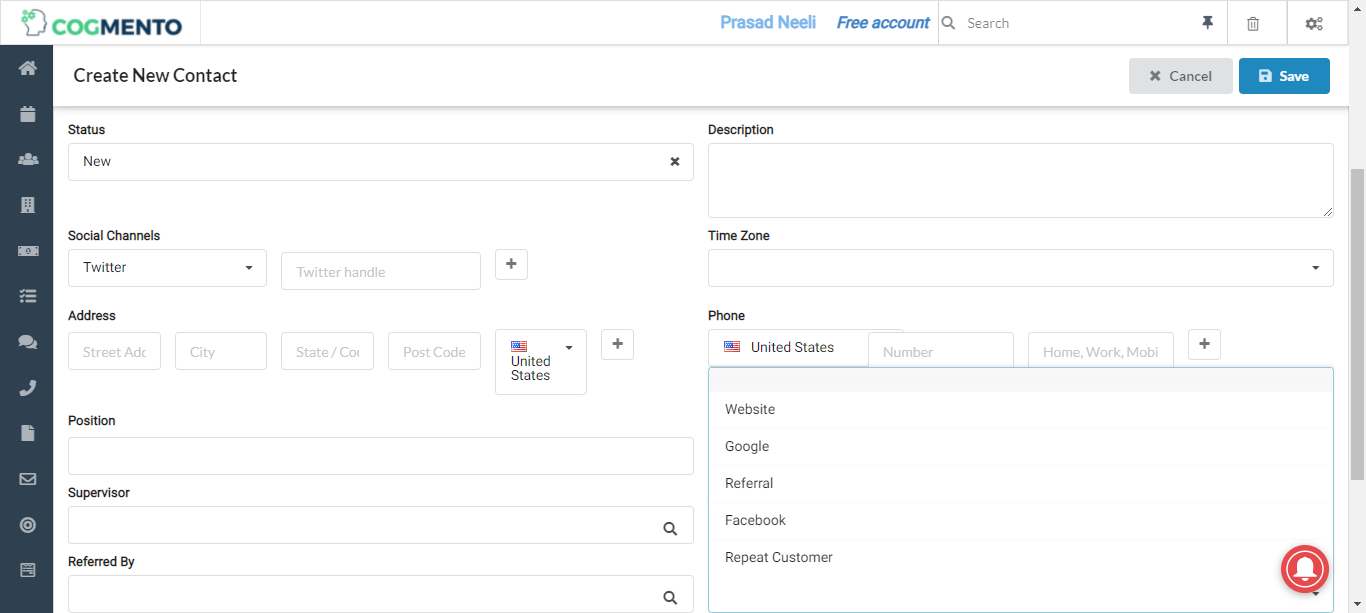 COGMENTO
Prasad Neeli Free account Search
Create New Contact
Cancel Save
Status
New
Description
Social Channels
Twitter Twitter handle
Time Zone
Address
Street Adc City State / Cou Post Code
United
States
Phone
United States Number Home, Work, Mobi
Website
Google
Referral
Facebook
Repeat Customer
Position
Supervisor
Referred By